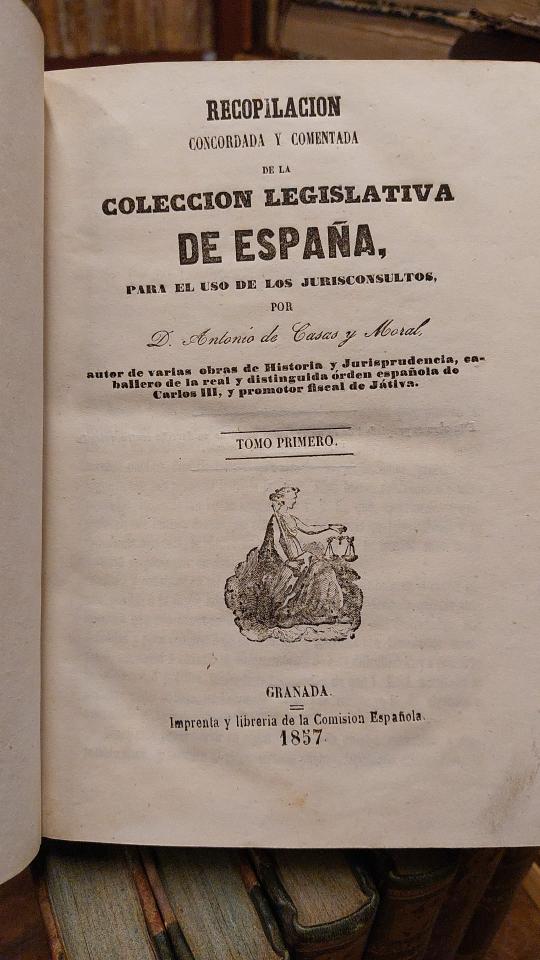 RECOPILACION
CONCORDADA Y COMENTADA
DE LA
COLECCION LEGISLATIVA
DE ESPAÑA,
PARA EL USO DE LOS JURISCONSULTOS,
POR
D. Antonio de Casas y Moral,
autor de varias obras de Historia y Jurisprudencia, ca-
ballero de la real y distinguida órden española de
Carlos III, y promotor fiscal de Játiva.
TOMO PRIMERO.
GRANADA.
Imprenta y libreria de la Comision Española.
1857.